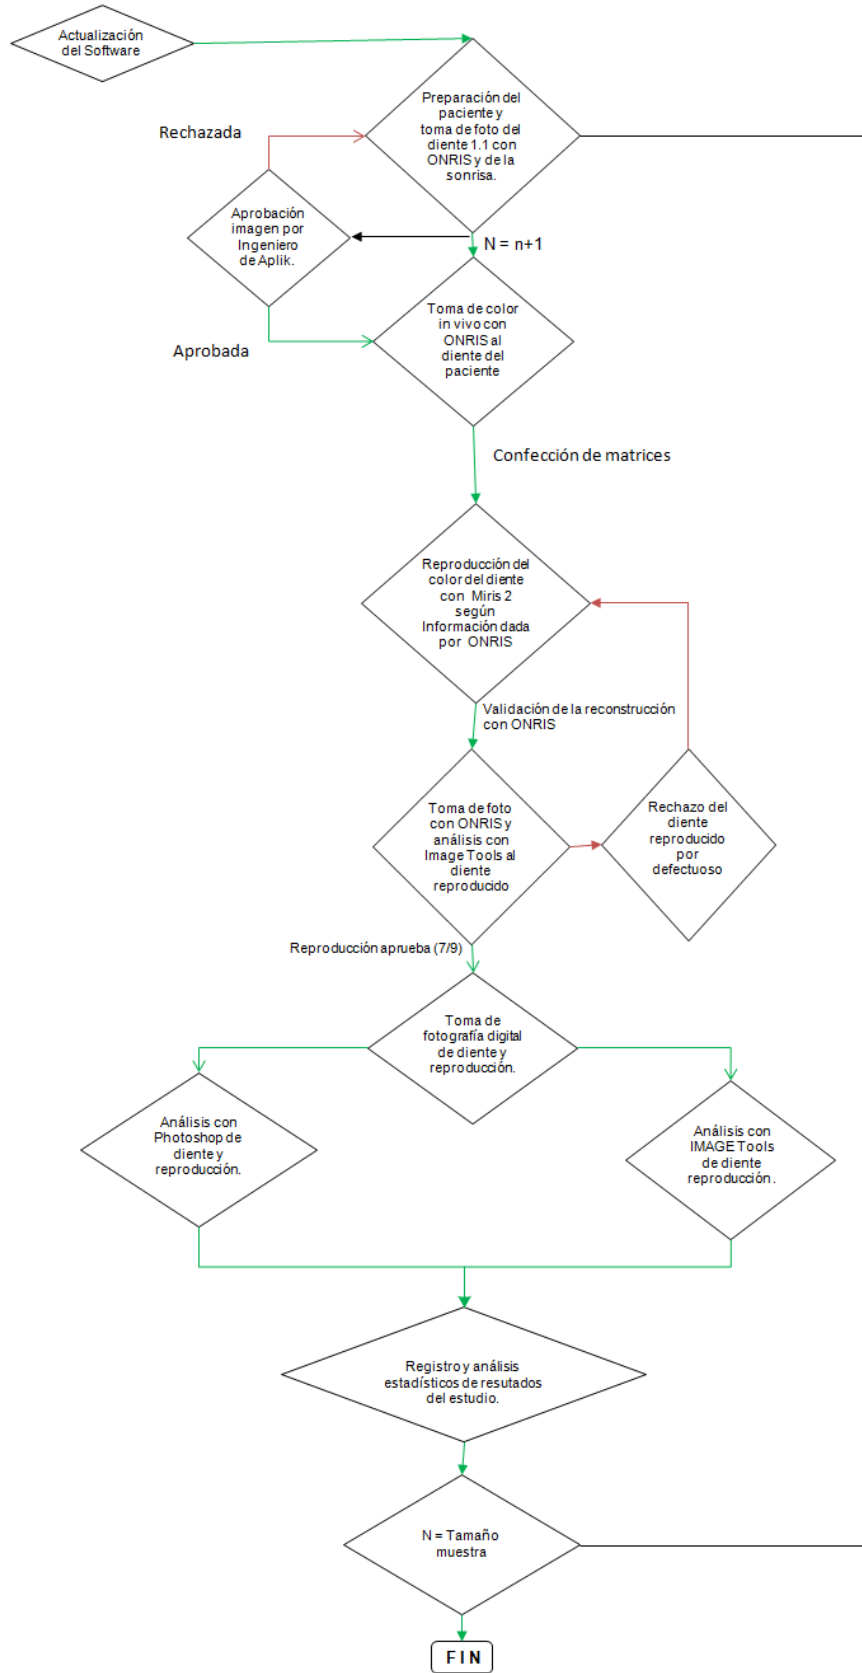 Actualización
del Software
Preparación del
paciente y
toma de foto del
diente 1.1 con
ONRIS y de la
sonrisa.
Rechazada
Aprobación
imagen por
Ingeniero
de Aplik.
N = n+1
Toma de color
in vivo con
ONRIS al
diente del
paciente
Aprobada
Confección de matrices
Reproducción del
color del diente
con Miris 2
según
Información dada
por ONRIS
Validación de la reconstrucción
con ONRIS
Toma de foto
con ONRIS y
análisis con
Image Tools al
diente
reproducido
Rechazo del
diente
reproducido
por
defectuoso
Reproducción aprueba (7/9)
Toma de
fotografía digital
de diente y
reproducción.
Análisis con
Photoshop de
diente y
reproducción.
Análisis con
IMAGE Tools
de diente
reproducción.
Registro y análisis
estadísticos de resutados
del estudio.
N = Tamaño
muestra
FIN